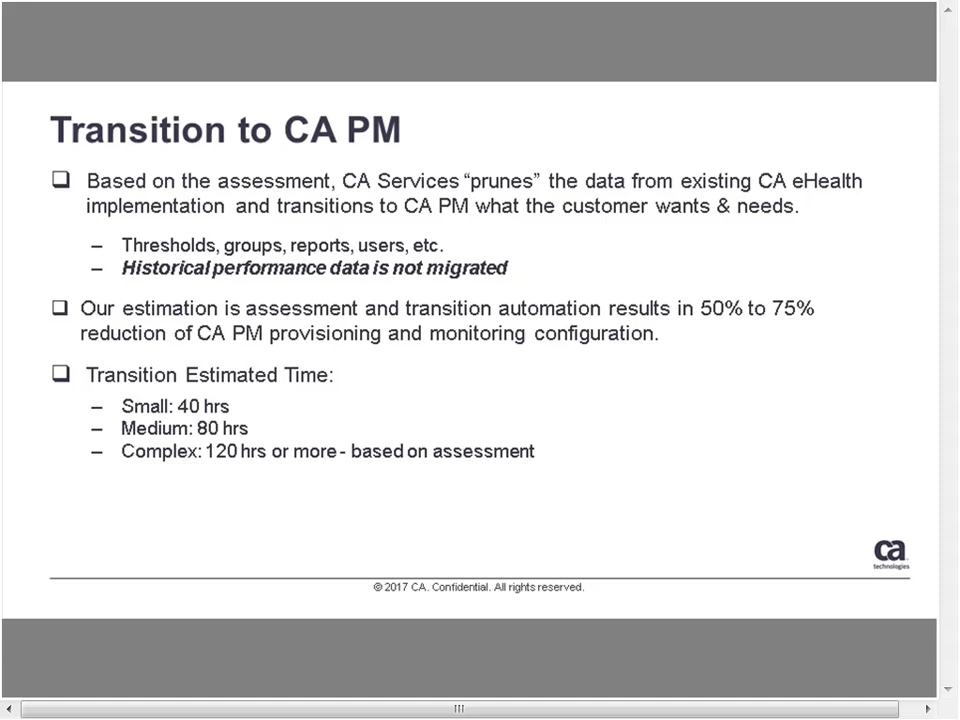 Transition to CA PM
Based on the assessment, CA Services “prunes” the data from existing CA eHealth
implementation and transitions to CA PM what the customer wants & needs.
– Thresholds, groups, reports, users, etc.
– Historical performance data is not migrated
Our estimation is assessment and transition automation results in 50% to 75%
reduction of CA PM provisioning and monitoring configuration.
Transition Estimated Time:
– Small: 40 hrs
– Medium: 80 hrs
– Complex: 120 hrs or more - based on assessment
ca
technologies
© 2017 CA. Confidential. All rights reserved.